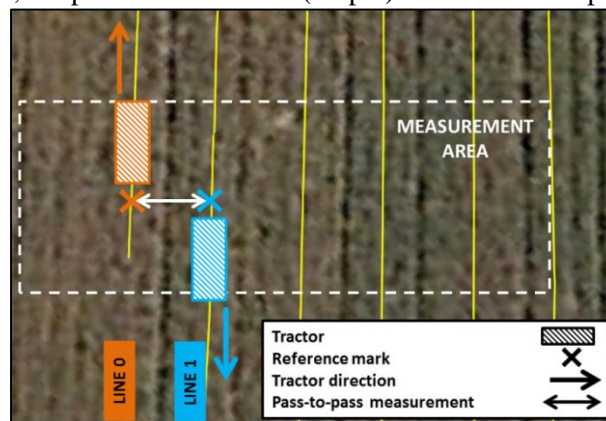 MEASUREMENT
AREA
LINE 0
LINE 1
Tractor
Reference mark
Tractor direction
Pass-to-pass measurement